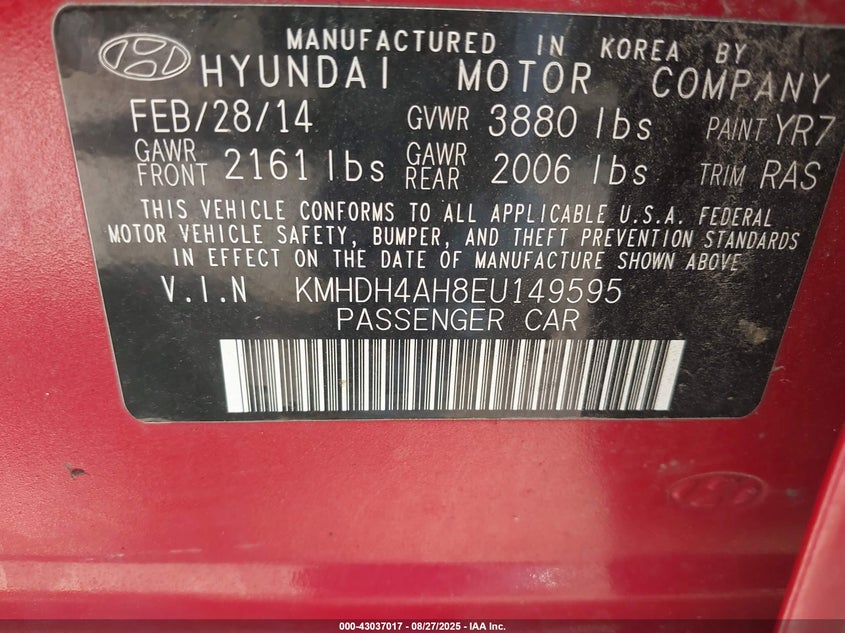 MANUFACTURED IN KOREA BY
HYUNDAI MOTOR COMPANY
FEB/28/14 GVWR 3880 lbs PAINT YR7
GAWR FRONT 2161 lbs GAWR REAR 2006 lbs TRIM RAS
THIS VEHICLE CONFORMS TO ALL APPLICABLE U.S.A. FEDERAL
MOTOR VEHICLE SAFETY, BUMPER, AND THEFT PREVENTION STANDARDS
IN EFFECT ON THE DATE OF MANUFACTURE SHOWN ABOVE
V.I.N KMHDH4AH8EU149595
PASSENGER CAR
000-43037017 - 08/27/2025 - IAA Inc.